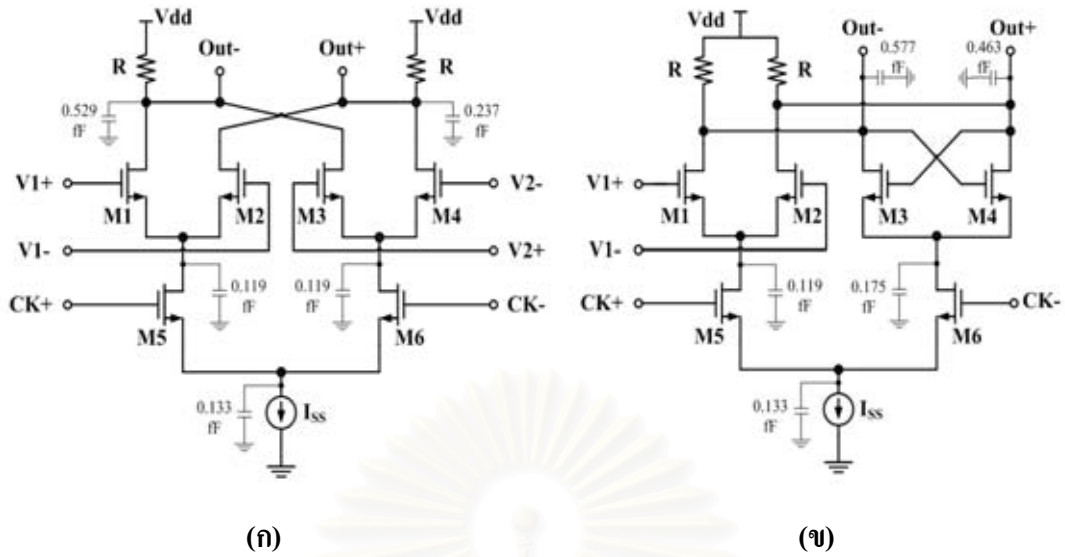 Vdd
Vdd
R
Out-
Out+
R
0.529
fF
0.237
fF
V1+
M1
M2
M3
M4
V2-
V1-
V2+
0.119
fF
0.119
fF
CK+
M5
M6
CK-
0.133
fF
ISS
(ก)
Vdd
Out-
Out+
0.577
fF
0.463
fF
R
R
V1+
M1
M2
M3
M4
V1-
0.119
fF
0.175
fF
CK+
M5
M6
CK-
0.133
fF
ISS
(ข)